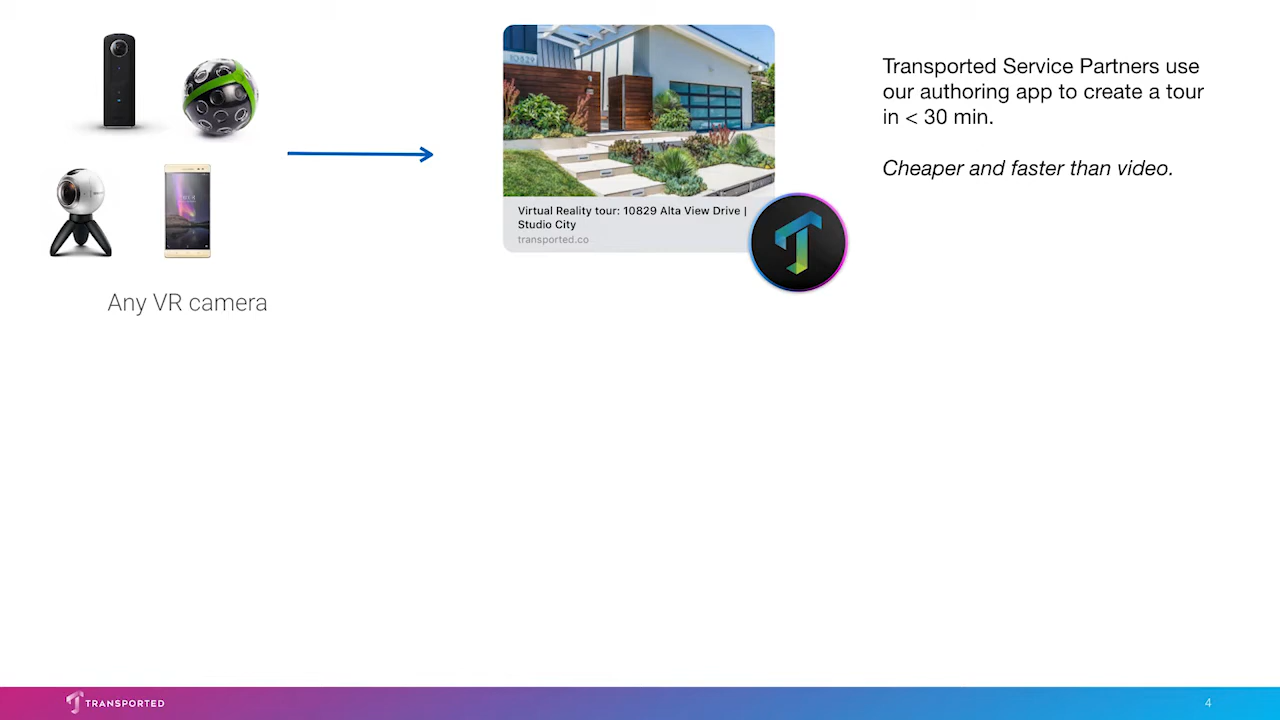 Any VR camera
10829
Virtual Reality tour: 10829 Alta View Drive |
Studio City
transported.co
Transported Service Partners use
our authoring app to create a tour
in < 30 min.
Cheaper and faster than video.
TRANSPORTED
4